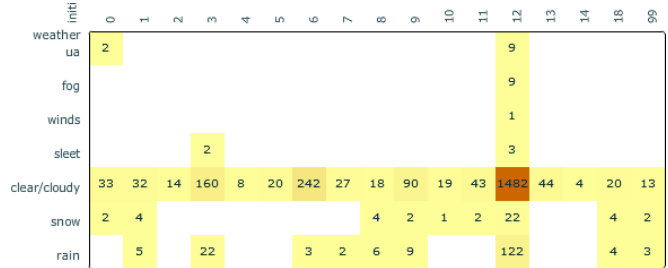 initi 0 1 2 3 4 5 6 7 8 9 10 11 12 13 14 18 99
weather
ua 2 9
fog 9
winds 1
sleet 2 3
clear/cloudy 33 32 14 160 8 20 242 27 18 90 19 43 1482 44 4 20 13
snow 2 4 4 2 1 2 22 4 2
rain 5 22 3 2 6 9 122 4 3